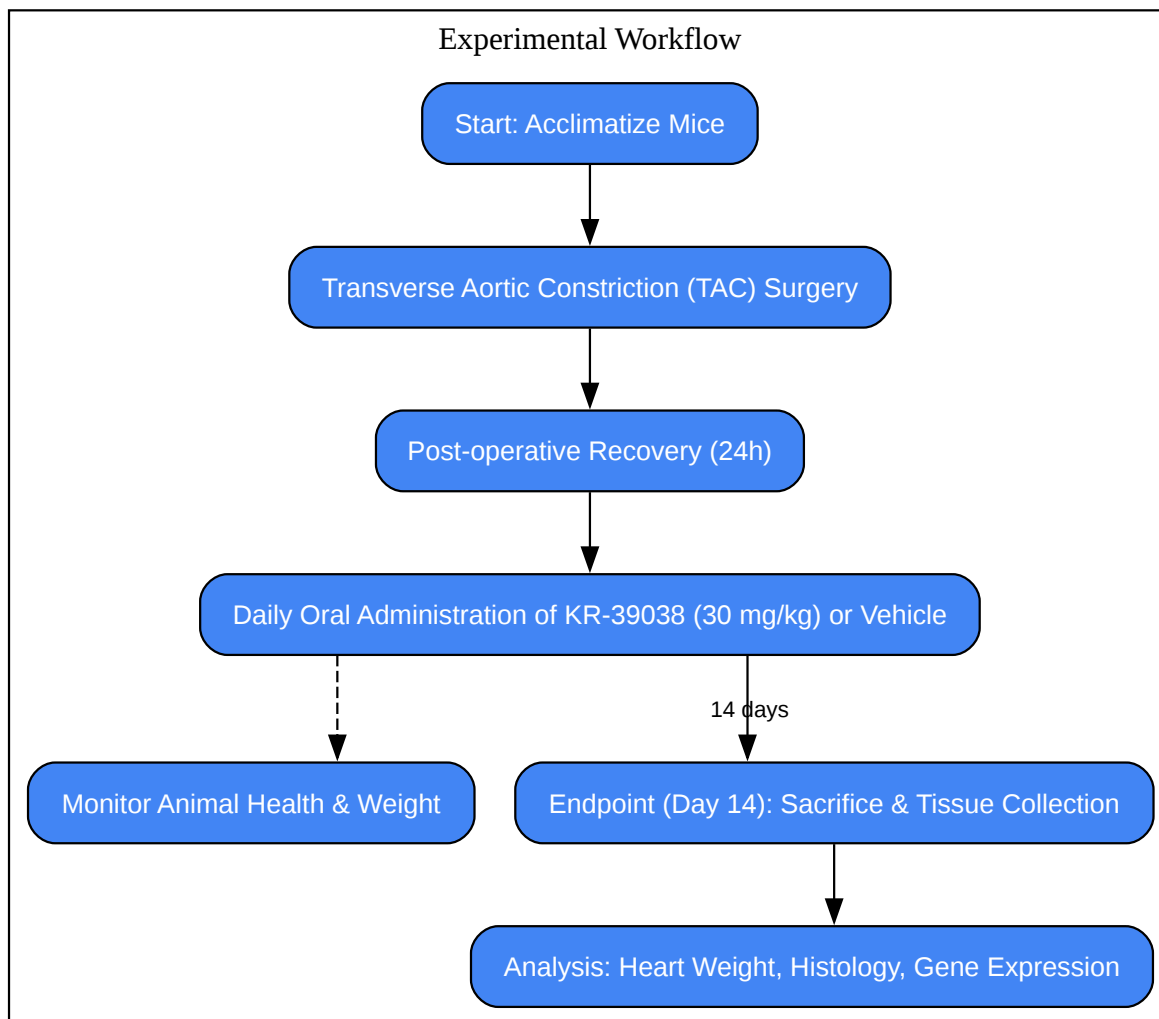 Experimental Workflow
Start: Acclimatize Mice
Transverse Aortic Constriction (TAC) Surgery
Post-operative Recovery (24h)
Daily Oral Administration of KR-39038 (30 mg/kg) or Vehicle
14 days
Monitor Animal Health & Weight
Endpoint (Day 14): Sacrifice & Tissue Collection
Analysis: Heart Weight, Histology, Gene Expression